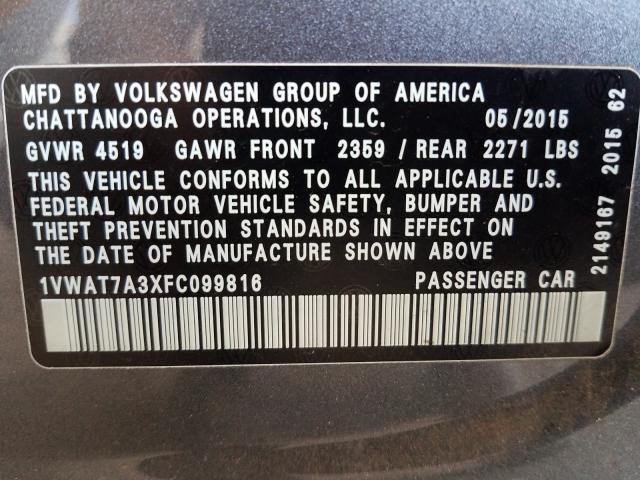 MFD BY VOLKSWAGEN GROUP OF AMERICA
CHATTANOOGA OPERATIONS, LLC. 05/2015
GVWR 4519 GAWR FRONT 2359 / REAR 2271 LBS
THIS VEHICLE CONFORMS TO ALL APPLICABLE U.S.
FEDERAL MOTOR VEHICLE SAFETY, BUMPER AND
THEFT PREVENTION STANDARDS IN EFFECT ON
THE DATE OF MANUFACTURE SHOWN ABOVE
1VWAT7A3XFC099816 PASSENGER CAR
2149167 2015 62